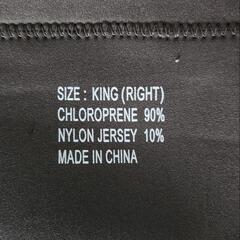 SIZE : KING (RIGHT)
CHLOROPRENE 90%
NYLON JERSEY 10%
MADE IN CHINA